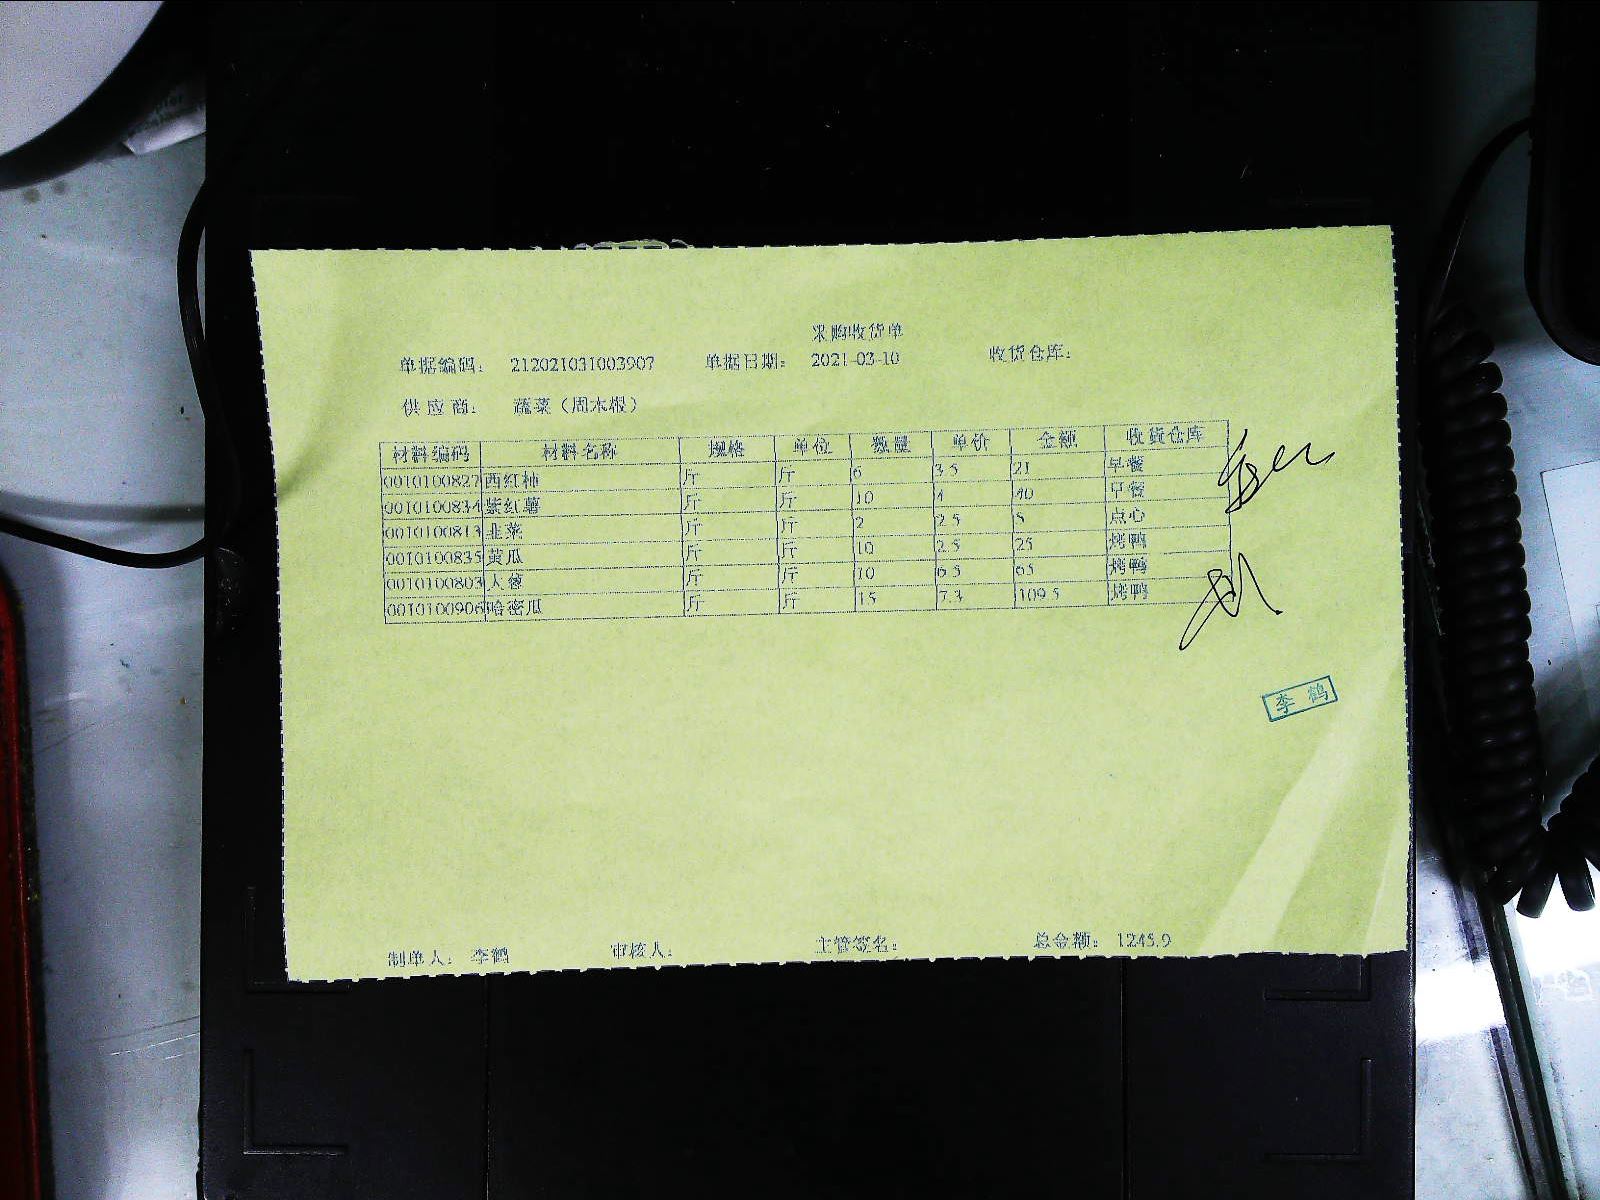 采购收货单
单据编码： 212021031003907 单据日期： 2021-03-10 收货仓库：
供应商： 蔬菜（周本根）
材料编码 材料名称 规格 单位 数量 单价 金额 收货仓库
0010100827 西红柿 斤 斤 6 3.5 21 早餐
0010100834 紫红薯 斤 斤 10 4 40 早餐
0010100813 韭菜 斤 斤 2 2.5 5 点心
0010100835 黄瓜 斤 斤 10 2.5 25 烤鸭
0010100803 大葱 斤 斤 10 6.5 65 烤鸭
0010100906 哈密瓜 斤 斤 15 7.3 109.5 烤鸭
李鹤
制单人： 李鹤 审核人： 主管签名： 总金额： 1245.9